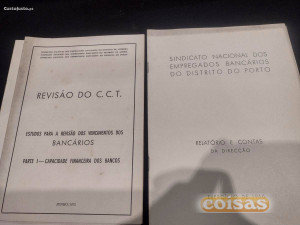 CustoJusto.pt
REVISÃO DO C.C.T.
ESTUDOS PARA A REVISÃO DOS VENCIMENTOS DOS
BANCÁRIOS
PARTE I — CAPACIDADE FINANCEIRA DOS BANCOS
SINDICATO NACIONAL DOS
EMPREGADOS BANCÁRIOS
DO DISTRITO DO PORTO
RELATÓRIO E CONTAS
DA DIRECÇÃO
coisas